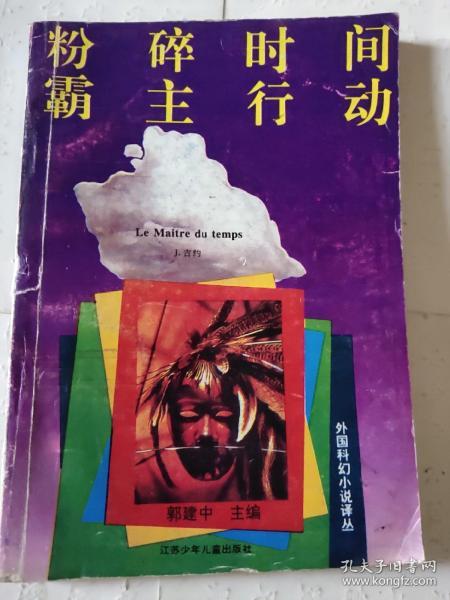 粉碎时间
霸主行动
Le Maitre du temps
J.吉约
外国科幻小说译丛
郭建中 主编
江苏少年儿童出版社
孔夫子旧书网
kongfz.com